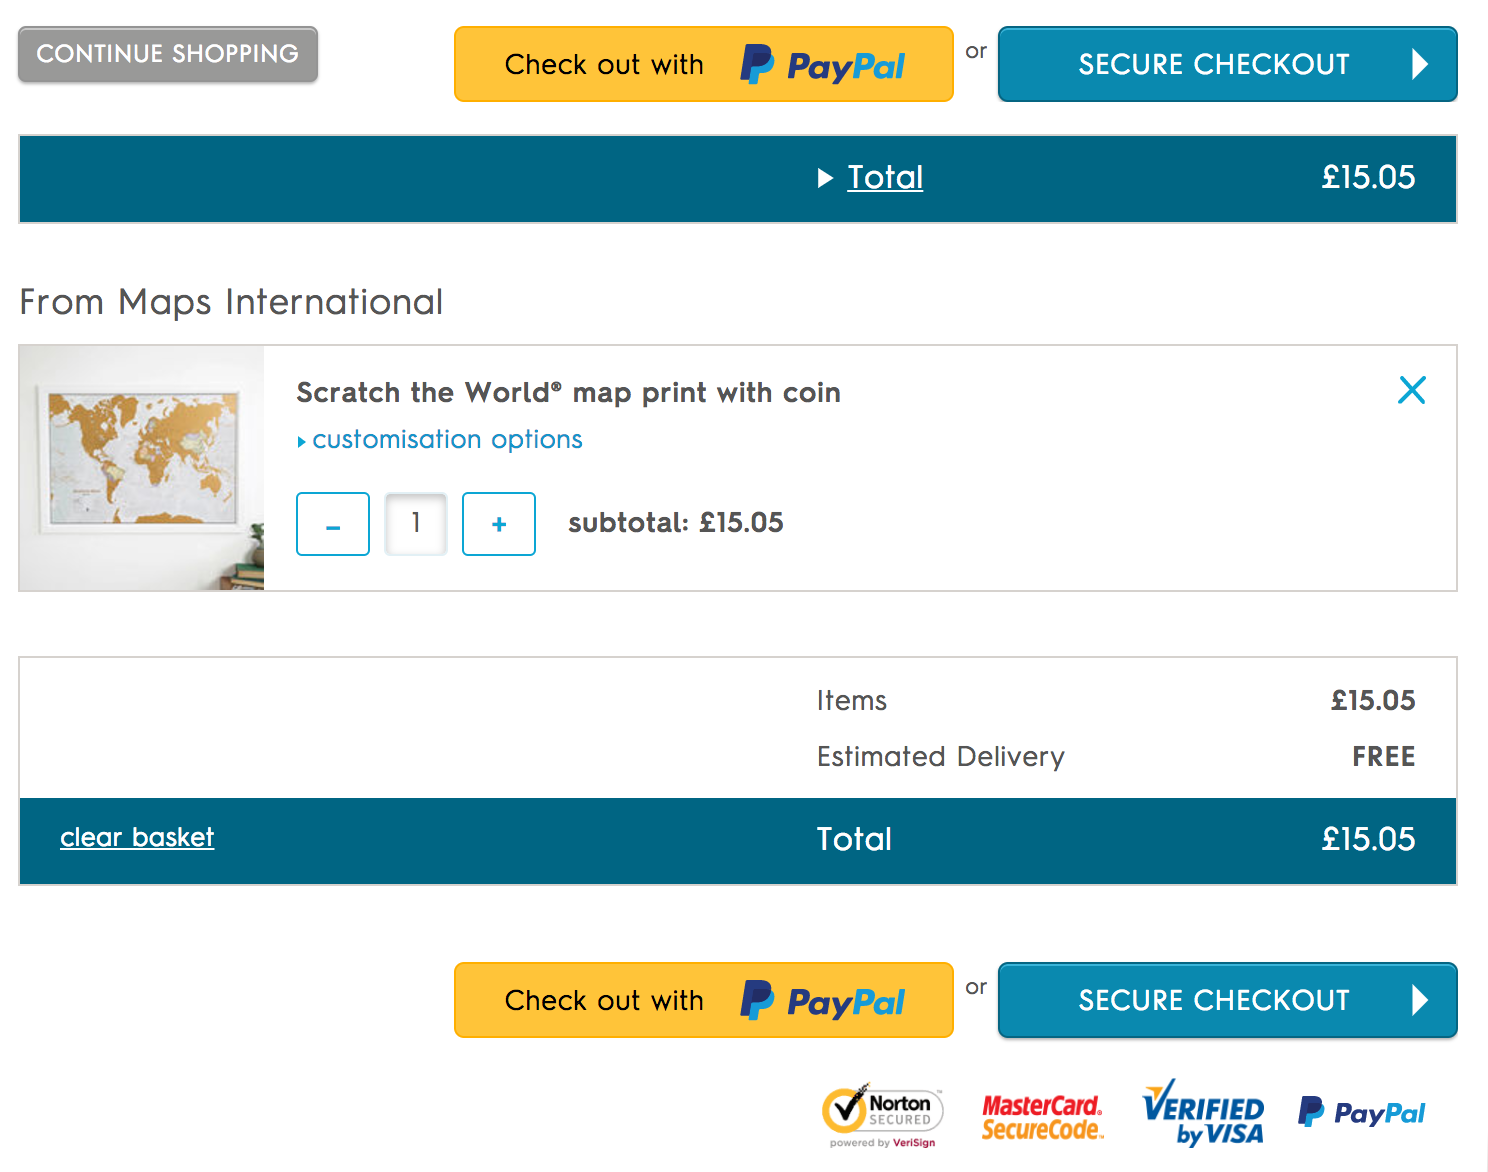 CONTINUE SHOPPING
Check out with PayPal
or
SECURE CHECKOUT
Total £15.05
From Maps International
Scratch the World® map print with coin
customisation options
– 1 + subtotal: £15.05
Items £15.05
Estimated Delivery FREE
clear basket Total £15.05
Check out with PayPal
or
SECURE CHECKOUT
Norton™
SECURED
powered by VeriSign
MasterCard®
SecureCode™
VERIFIED
by VISA
PayPal